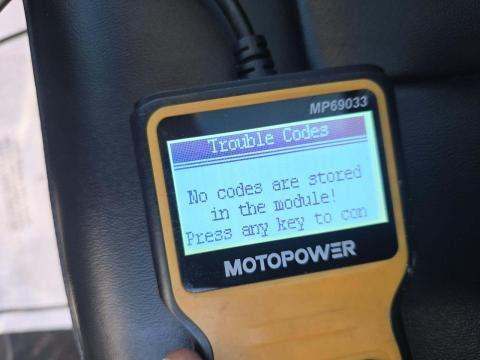 MP69033
Trouble Codes
No codes are stored
in the module!
Press any key to con
MOTOPOWER